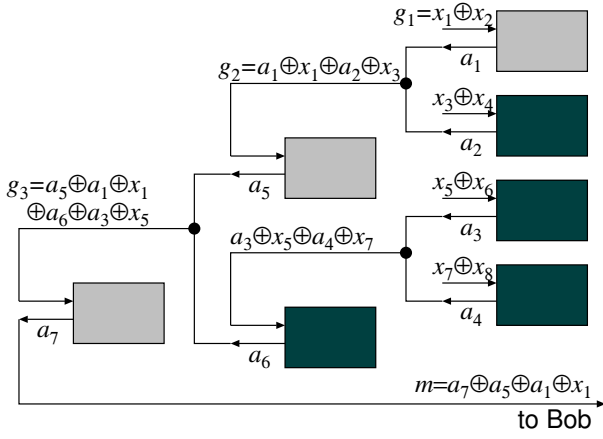 g₁=x₁⊕x₂
a₁
g₂=a₁⊕x₁⊕a₂⊕x₃
x₃⊕x₄
a₂
a₅
x₅⊕x₆
g₃=a₅⊕a₁⊕x₁
⊕a₆⊕a₃⊕x₅
a₃
a₃⊕x₅⊕a₄⊕x₇
x₇⊕x₈
a₄
a₇
a₆
m=a₇⊕a₅⊕a₁⊕x₁
to Bob